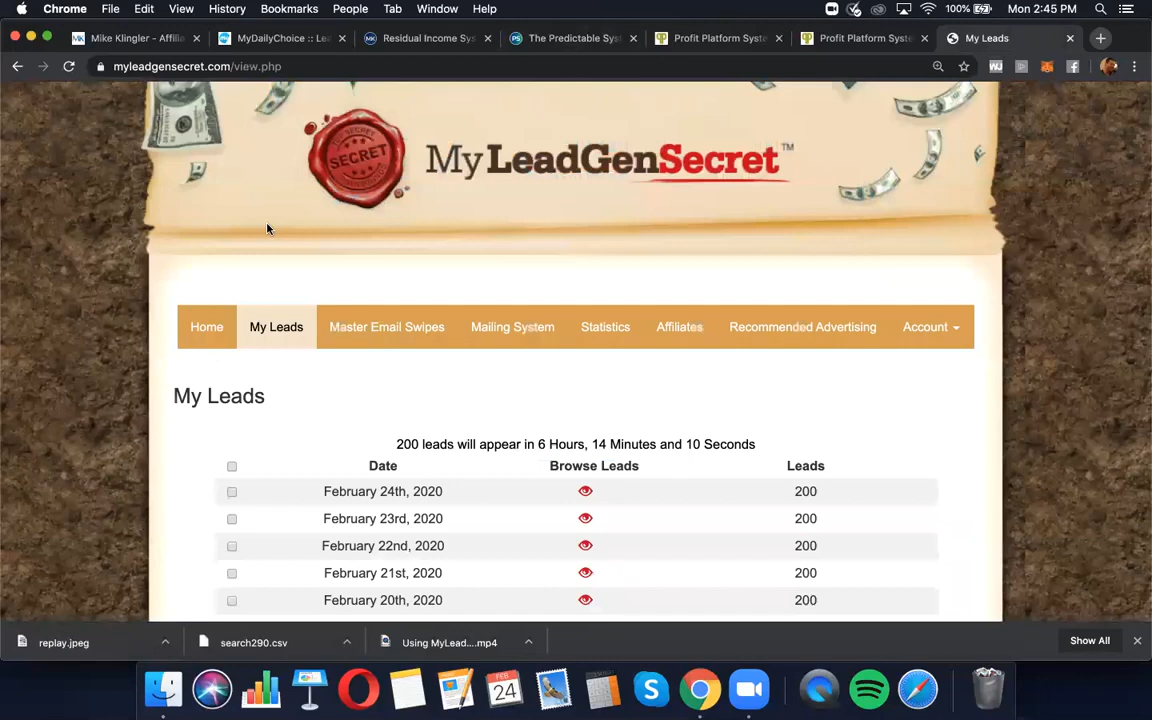 Chrome File Edit View History Bookmarks People Tab Window Help 100% Mon 2:45 PM
Mike Klingler - Affilia MyDailyChoice :: Lea Residual Income Sys The Predictable Syst Profit Platform Syste Profit Platform Syste My Leads
myleadgensecret.com/view.php
SECRET
MyLeadGenSecret™
Home My Leads Master Email Swipes Mailing System Statistics Affiliates Recommended Advertising Account
My Leads
200 leads will appear in 6 Hours, 14 Minutes and 10 Seconds
Date Browse Leads Leads
February 24th, 2020 200
February 23rd, 2020 200
February 22nd, 2020 200
February 21st, 2020 200
February 20th, 2020 200
replay.jpeg search290.csv Using MyLead....mp4 Show All
FEB
24